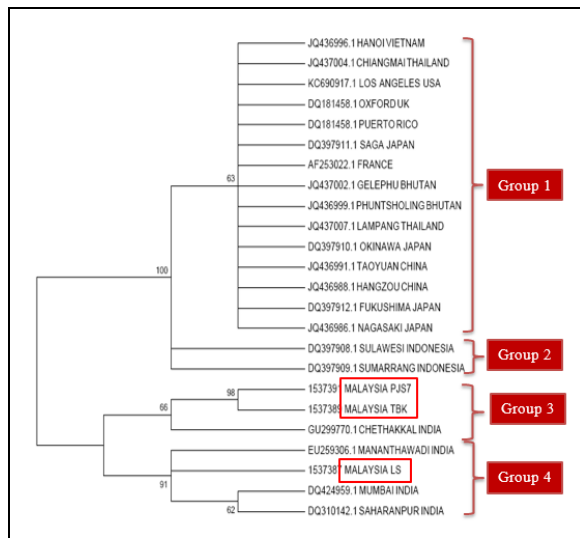 JQ436996.1 HANOI VIETNAM
JQ437004.1 CHIANGMAI THAILAND
KC690917.1 LOS ANGELES USA
DQ181458.1 OXFORD UK
DQ181458.1 PUERTO RICO
DQ397911.1 SAGA JAPAN
AF253022.1 FRANCE
63
JQ437002.1 GELEPHU BHUTAN
Group 1
JQ436999.1 PHUNTSHOLING BHUTAN
JQ437007.1 LAMPANG THAILAND
DQ397910.1 OKINAWA JAPAN
JQ436991.1 TAOYUAN CHINA
100
JQ436988.1 HANGZOU CHINA
DQ397912.1 FUKUSHIMA JAPAN
JQ436986.1 NAGASAKI JAPAN
DQ397908.1 SULAWESI INDONESIA
Group 2
DQ397909.1 SUMARRANG INDONESIA
98
1537391 MALAYSIA PJS7
66
1537389 MALAYSIA TBK
Group 3
GU299770.1 CHETHAKKAL INDIA
EU259306.1 MANANTHAWADI INDIA
1537387 MALAYSIA LS
Group 4
91
DQ424959.1 MUMBAI INDIA
62
DQ310142.1 SAHARANPUR INDIA